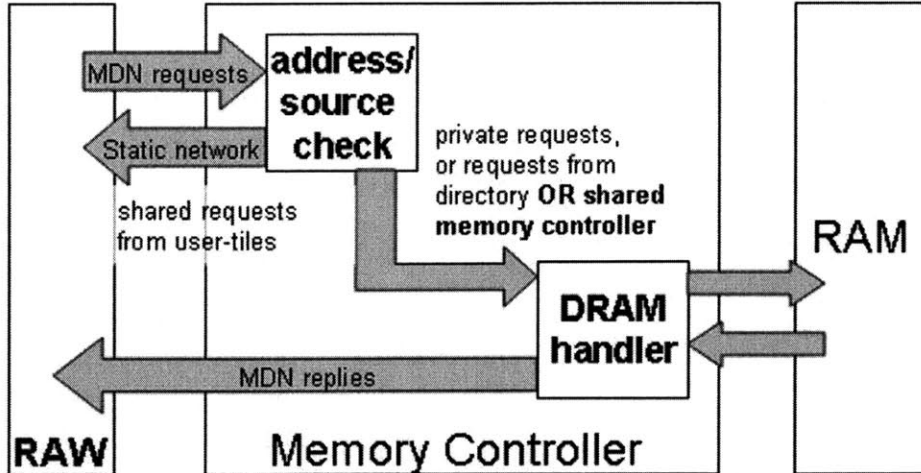 MDN requests
address/
source
check
Static network
private requests,
or requests from
directory OR shared
memory controller
shared requests
from user-tiles
RAM
DRAM
handler
MDN replies
RAW
Memory Controller